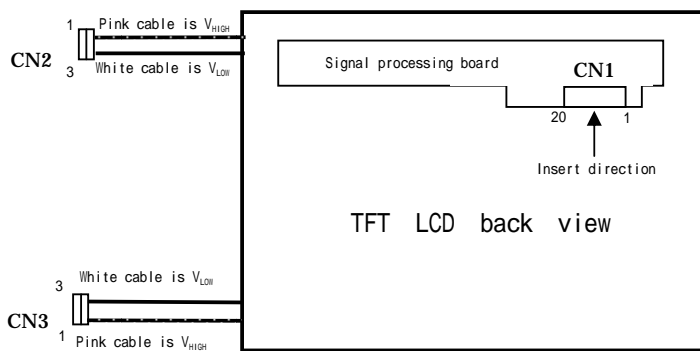 1 Pink cable is VHIGH
CN2
3 White cable is VLOW
Signal processing board CN1
20 1
Insert direction
TFT LCD back view
3 White cable is VLOW
CN3
1 Pink cable is VHIGH